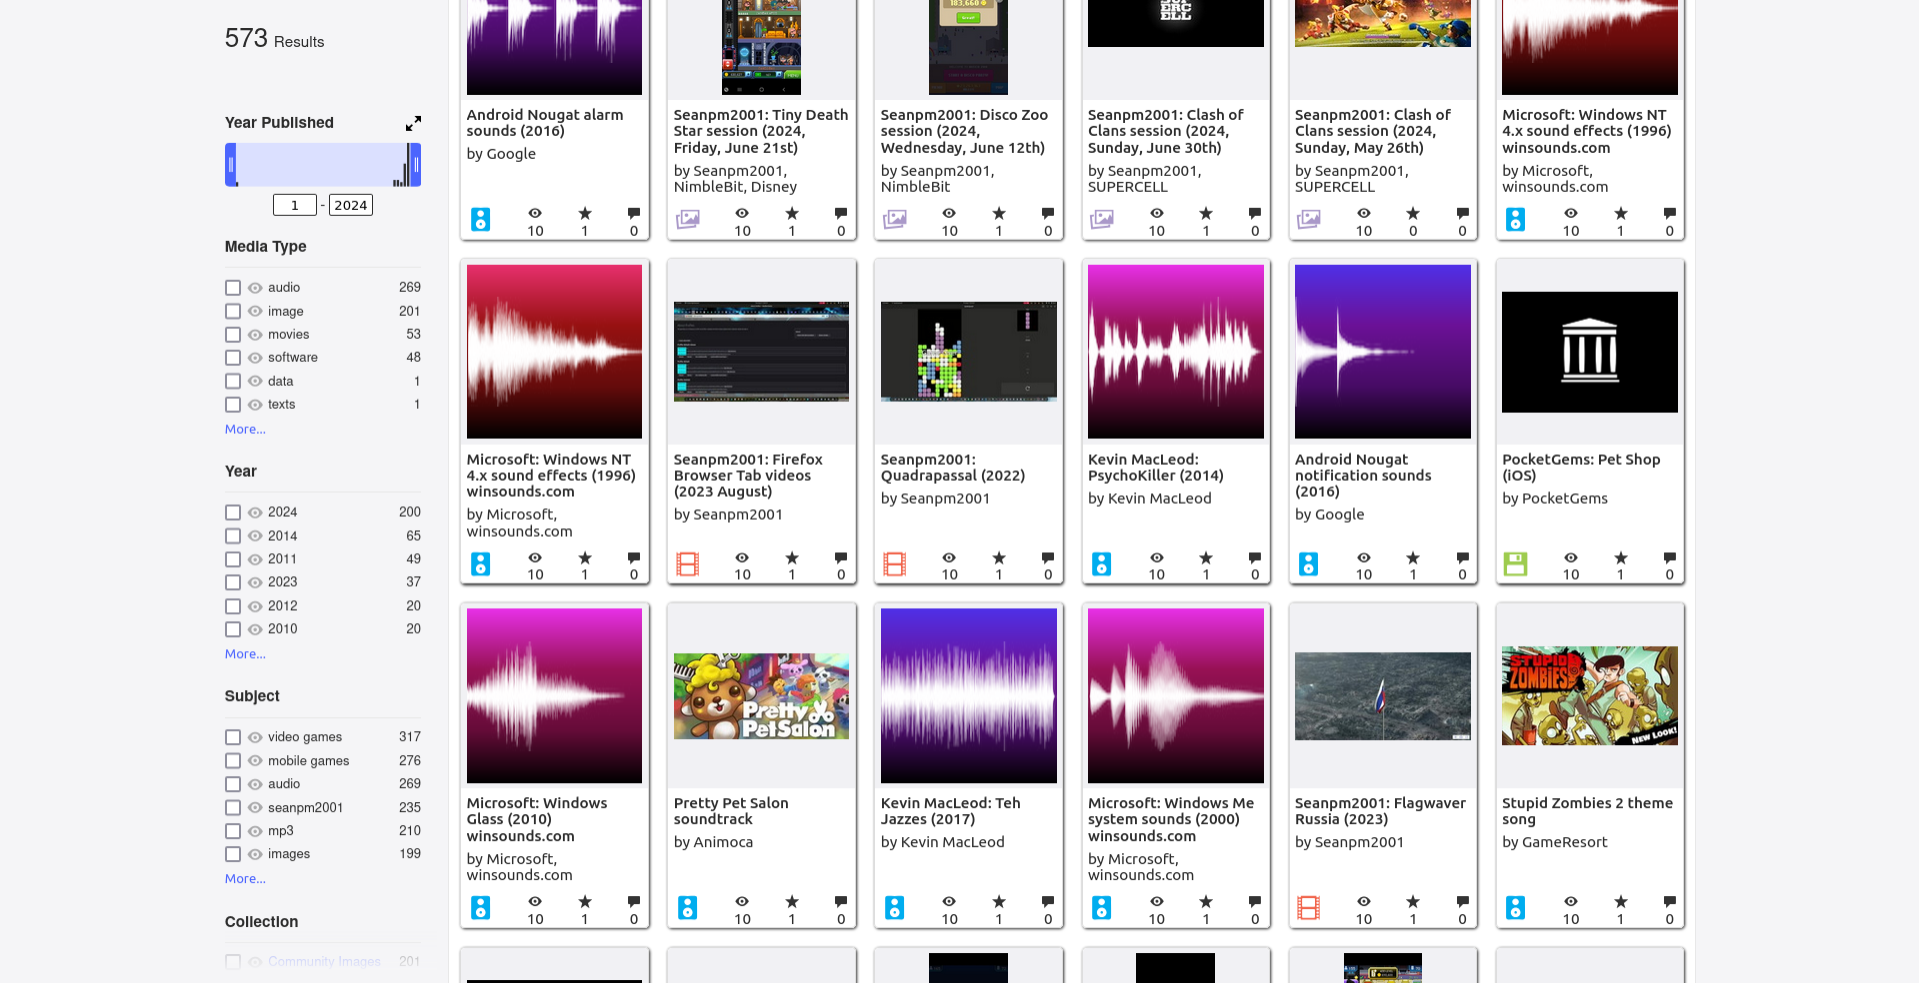 573 Results
Year Published
1 - 2024
Media Type
audio 269
image 201
movies 53
software 48
data 1
texts 1
More...
Year
2024 200
2014 65
2011 49
2023 37
2012 20
2010 20
More...
Subject
video games 317
mobile games 276
audio 269
seanpm2001 235
mp3 210
images 199
More...
Collection
Community Images 201
183,660
SUP
ERC
ELL
Android Nougat alarm
sounds (2016)
by Google
10 1 0
Seanpm2001: Tiny Death
Star session (2024,
Friday, June 21st)
by Seanpm2001,
NimbleBit, Disney
10 1 0
Seanpm2001: Disco Zoo
session (2024,
Wednesday, June 12th)
by Seanpm2001,
NimbleBit
10 1 0
Seanpm2001: Clash of
Clans session (2024,
Sunday, June 30th)
by Seanpm2001,
SUPERCELL
10 1 0
Seanpm2001: Clash of
Clans session (2024,
Sunday, May 26th)
by Seanpm2001,
SUPERCELL
10 0 0
Microsoft: Windows NT
4.x sound effects (1996)
winsounds.com
by Microsoft,
winsounds.com
10 1 0
Microsoft: Windows NT
4.x sound effects (1996)
winsounds.com
by Microsoft,
winsounds.com
10 1 0
Seanpm2001: Firefox
Browser Tab videos
(2023 August)
by Seanpm2001
10 1 0
Seanpm2001:
Quadrapassal (2022)
by Seanpm2001
10 1 0
Kevin MacLeod:
PsychoKiller (2014)
by Kevin MacLeod
10 1 0
Android Nougat
notification sounds
(2016)
by Google
10 1 0
PocketGems: Pet Shop
(iOS)
by PocketGems
10 1 0
Microsoft: Windows
Glass (2010)
winsounds.com
by Microsoft,
winsounds.com
10 1 0
Pretty
PetSalon
Pretty Pet Salon
soundtrack
by Animoca
10 1 0
Kevin MacLeod: Teh
Jazzes (2017)
by Kevin MacLeod
10 1 0
Microsoft: Windows Me
system sounds (2000)
winsounds.com
by Microsoft,
winsounds.com
10 1 0
Seanpm2001: Flagwaver
Russia (2023)
by Seanpm2001
10 1 0
STUPID
ZOMBIES
NEW LOOK!
Stupid Zombies 2 theme
song
by GameResort
10 1 0